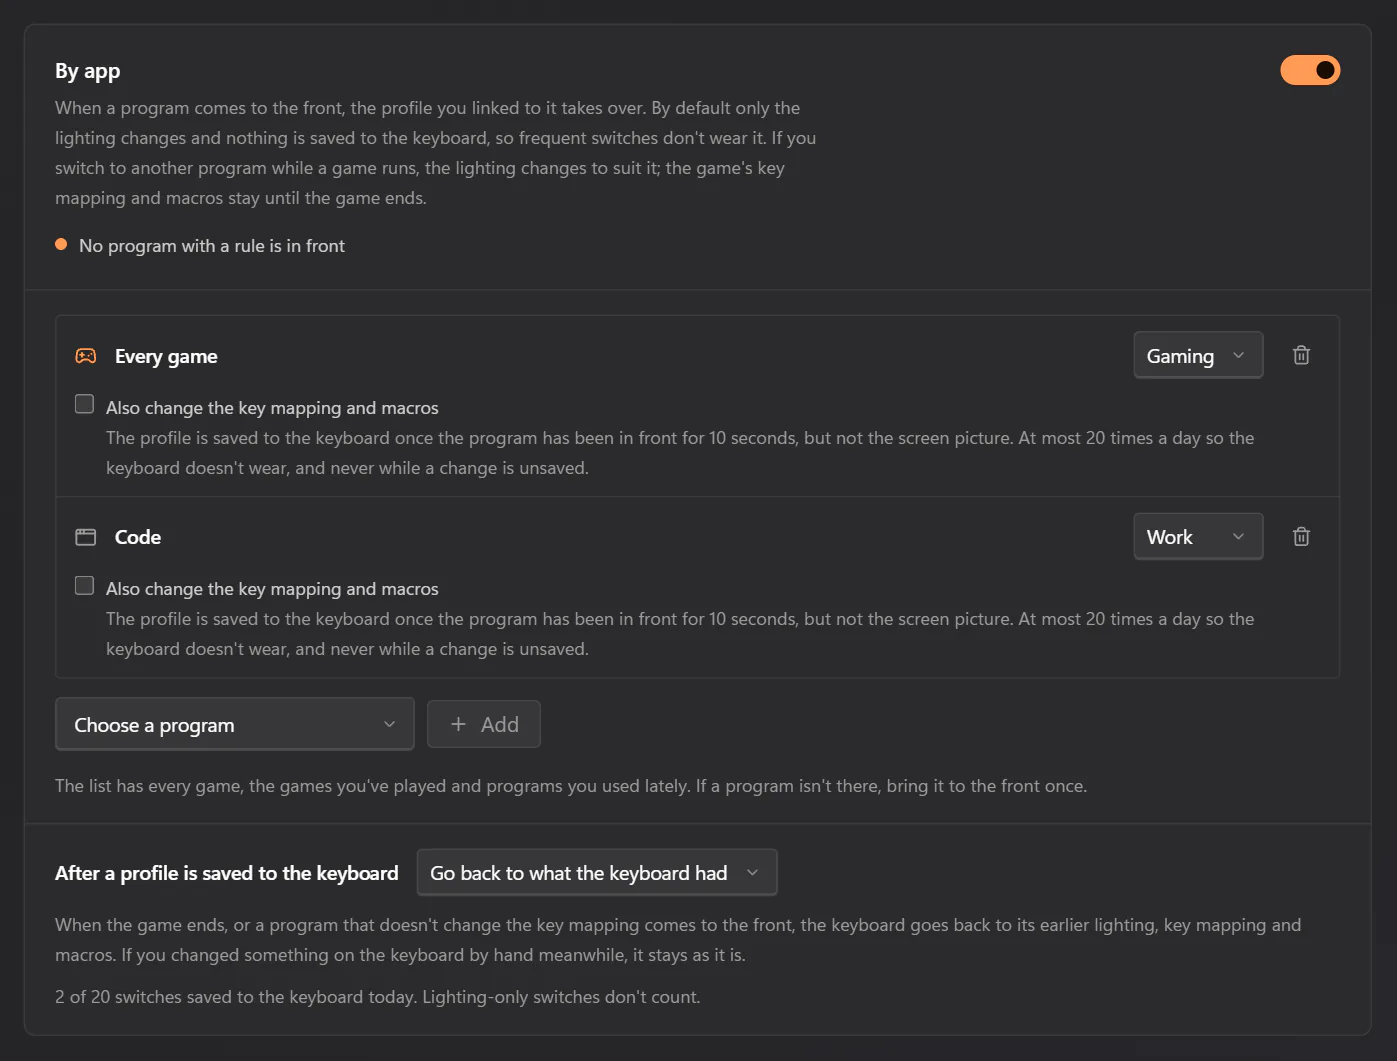 By app
When a program comes to the front, the profile you linked to it takes over. By default only the
lighting changes and nothing is saved to the keyboard, so frequent switches don't wear it. If you
switch to another program while a game runs, the lighting changes to suit it; the game's key
mapping and macros stay until the game ends.
No program with a rule is in front
Every game
Gaming
Also change the key mapping and macros
The profile is saved to the keyboard once the program has been in front for 10 seconds, but not the screen picture. At most 20 times a day so the
keyboard doesn't wear, and never while a change is unsaved.
Code
Work
Also change the key mapping and macros
The profile is saved to the keyboard once the program has been in front for 10 seconds, but not the screen picture. At most 20 times a day so the
keyboard doesn't wear, and never while a change is unsaved.
Choose a program
+ Add
The list has every game, the games you've played and programs you used lately. If a program isn't there, bring it to the front once.
After a profile is saved to the keyboard
Go back to what the keyboard had
When the game ends, or a program that doesn't change the key mapping comes to the front, the keyboard goes back to its earlier lighting, key mapping and
macros. If you changed something on the keyboard by hand meanwhile, it stays as it is.
2 of 20 switches saved to the keyboard today. Lighting-only switches don't count.